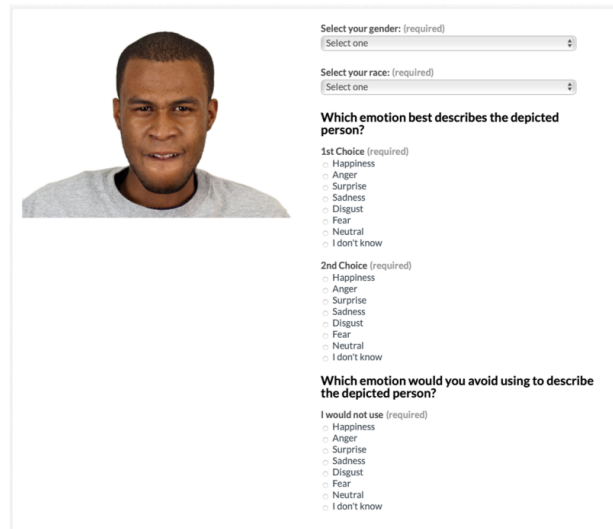 Select your gender: (required)
Select one
Select your race: (required)
Select one
Which emotion best describes the depicted
person?
1st Choice (required)
Happiness
Anger
Surprise
Sadness
Disgust
Fear
Neutral
I don't know
2nd Choice (required)
Happiness
Anger
Surprise
Sadness
Disgust
Fear
Neutral
I don't know
Which emotion would you avoid using to describe
the depicted person?
I would not use (required)
Happiness
Anger
Surprise
Sadness
Disgust
Fear
Neutral
I don't know